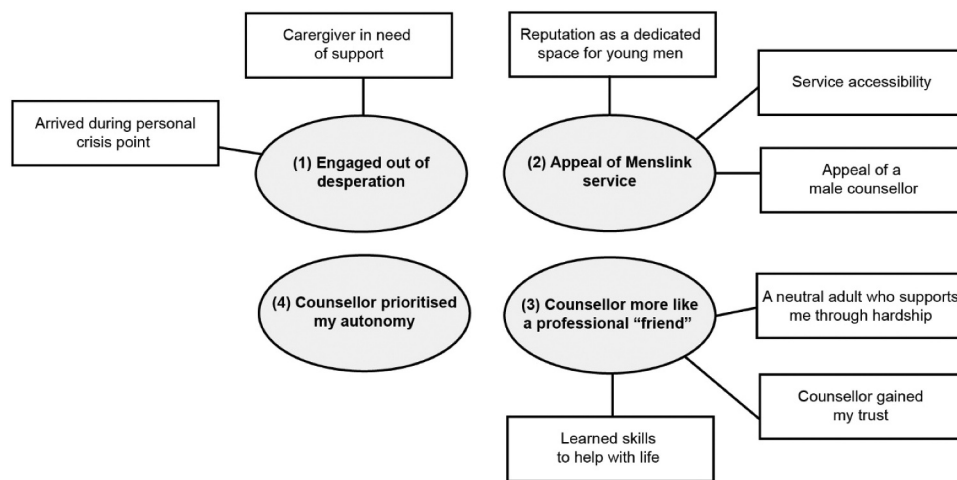 Carergiver in need
of support
Reputation as a dedicated
space for young men
Service accessibility
Arrived during personal
crisis point
(1) Engaged out of
desperation
(2) Appeal of Menslink
service
Appeal of a
male counsellor
(4) Counsellor prioritised
my autonomy
(3) Counsellor more like
a professional “friend”
A neutral adult who supports
me through hardship
Counsellor gained
my trust
Learned skills
to help with life